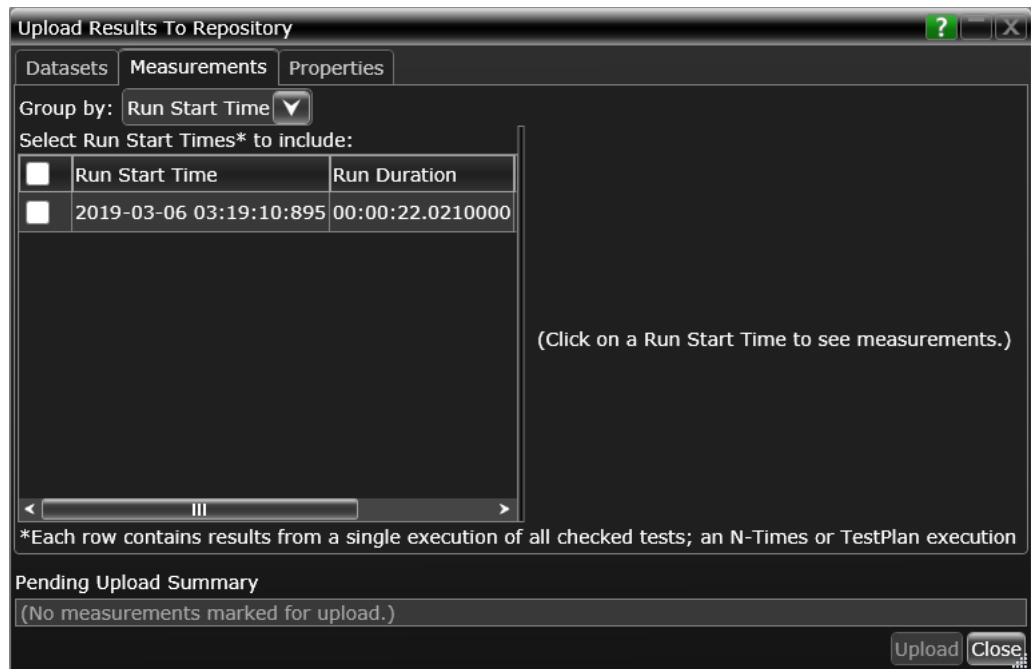 Upload Results To Repository
?
X
Datasets Measurements Properties
Group by: Run Start Time
Select Run Start Times* to include:
Run Start Time Run Duration
2019-03-06 03:19:10:895 00:00:22.0210000
(Click on a Run Start Time to see measurements.)
*Each row contains results from a single execution of all checked tests; an N-Times or TestPlan execution
Pending Upload Summary
(No measurements marked for upload.)
Upload Close